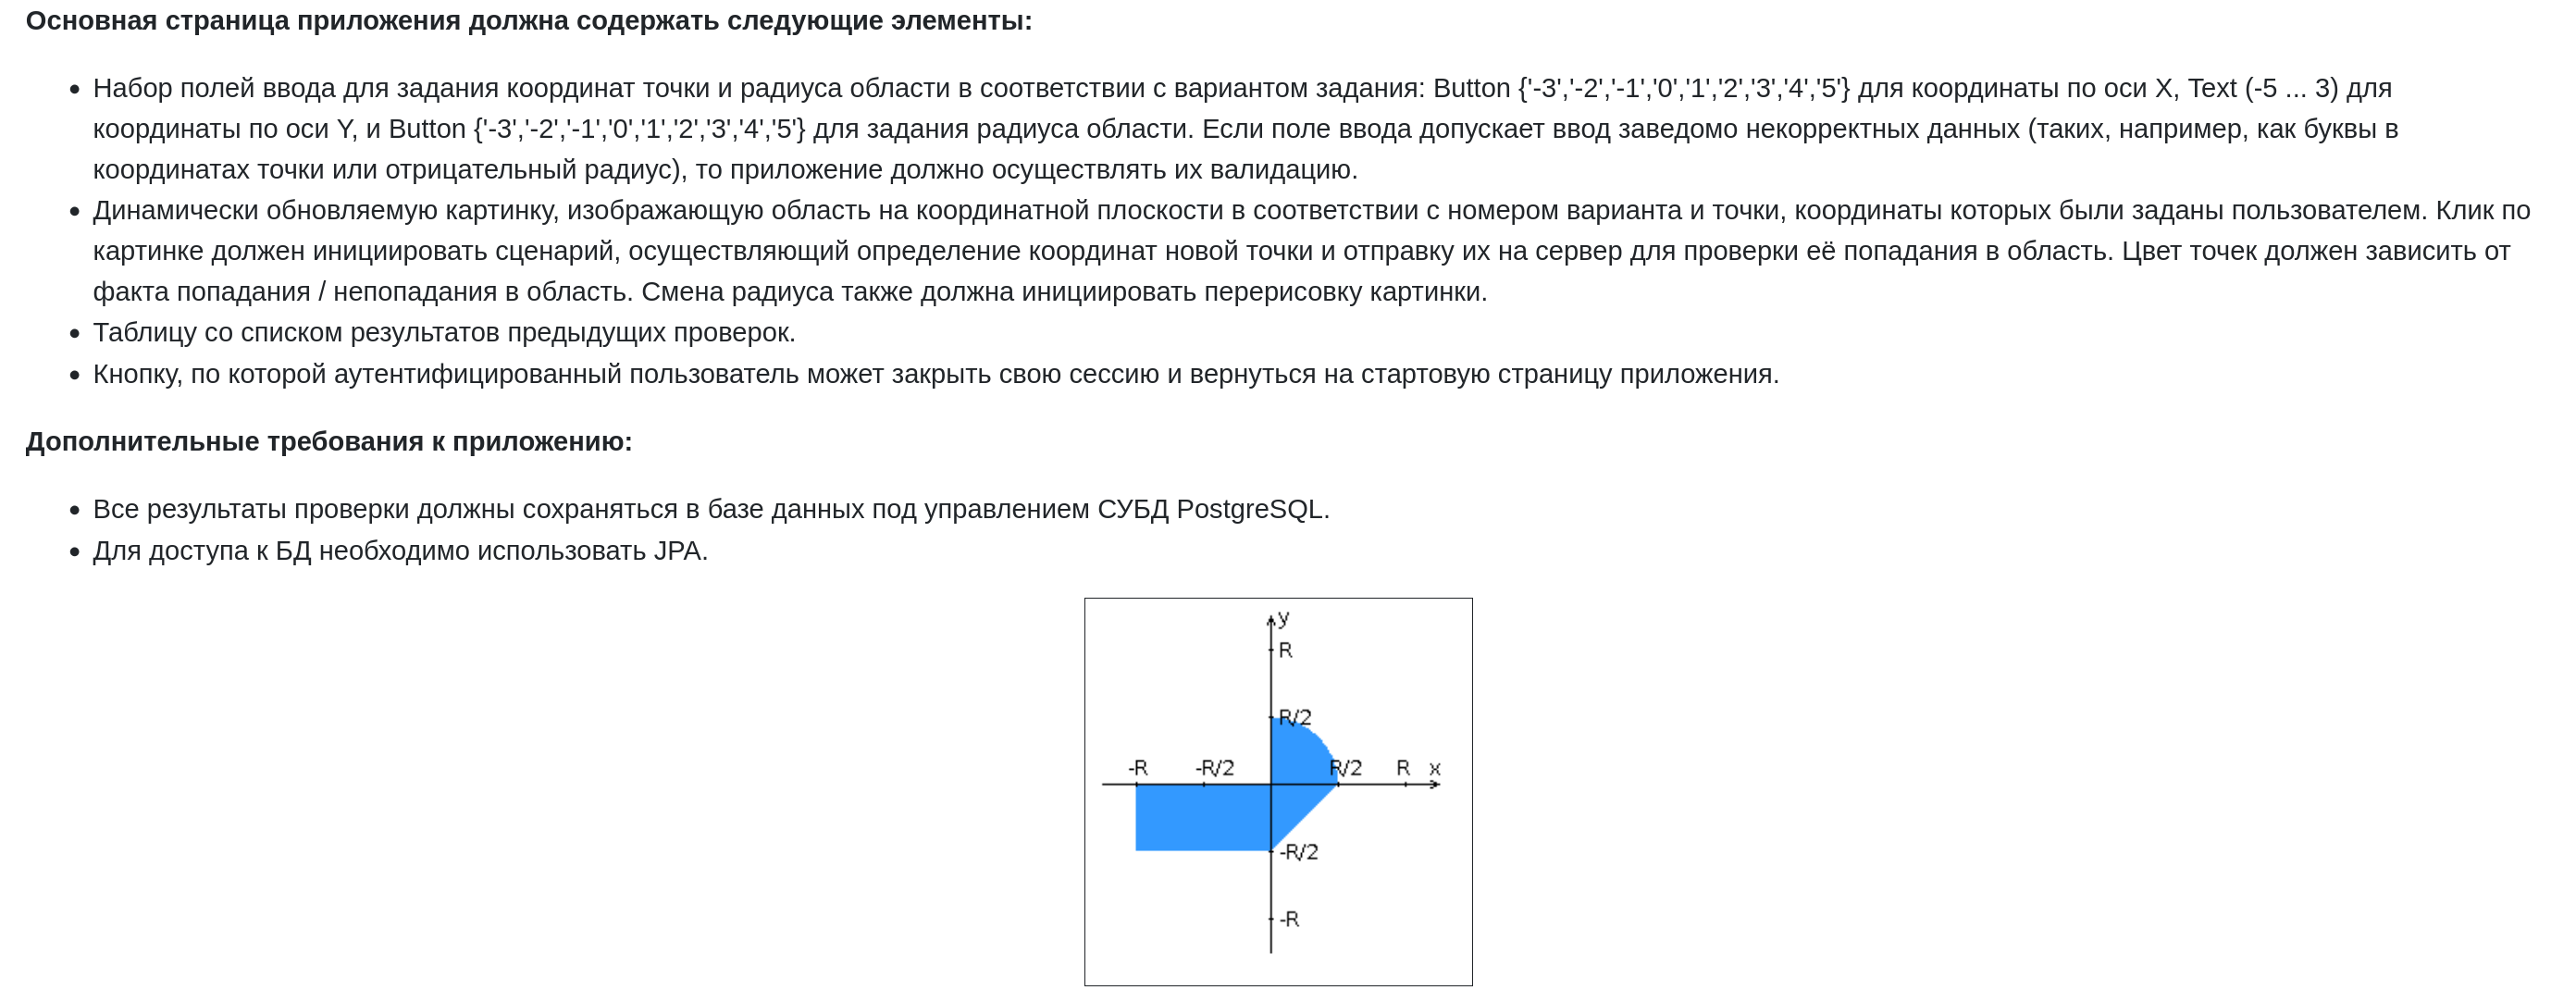 Основная страница приложения должна содержать следующие элементы:
Набор полей ввода для задания координат точки и радиуса области в соответствии с вариантом задания: Button {'-3','-2','-1','0','1','2','3','4','5'} для координаты по оси X, Text (-5 ... 3) для
координаты по оси Y, и Button {'-3','-2','-1','0','1','2','3','4','5'} для задания радиуса области. Если поле ввода допускает ввод заведомо некорректных данных (таких, например, как буквы в
координатах точки или отрицательный радиус), то приложение должно осуществлять их валидацию.
Динамически обновляемую картинку, изображающую область на координатной плоскости в соответствии с номером варианта и точки, координаты которых были заданы пользователем. Клик по
картинке должен инициировать сценарий, осуществляющий определение координат новой точки и отправку их на сервер для проверки её попадания в область. Цвет точек должен зависить от
факта попадания / непопадания в область. Смена радиуса также должна инициировать перерисовку картинки.
Таблицу со списком результатов предыдущих проверок.
Кнопку, по которой аутентифицированный пользователь может закрыть свою сессию и вернуться на стартовую страницу приложения.
Дополнительные требования к приложению:
Все результаты проверки должны сохраняться в базе данных под управлением СУБД PostgreSQL.
Для доступа к БД необходимо использовать JPA.
y
R
R/2
-R -R/2 R/2 R x
-R/2
-R